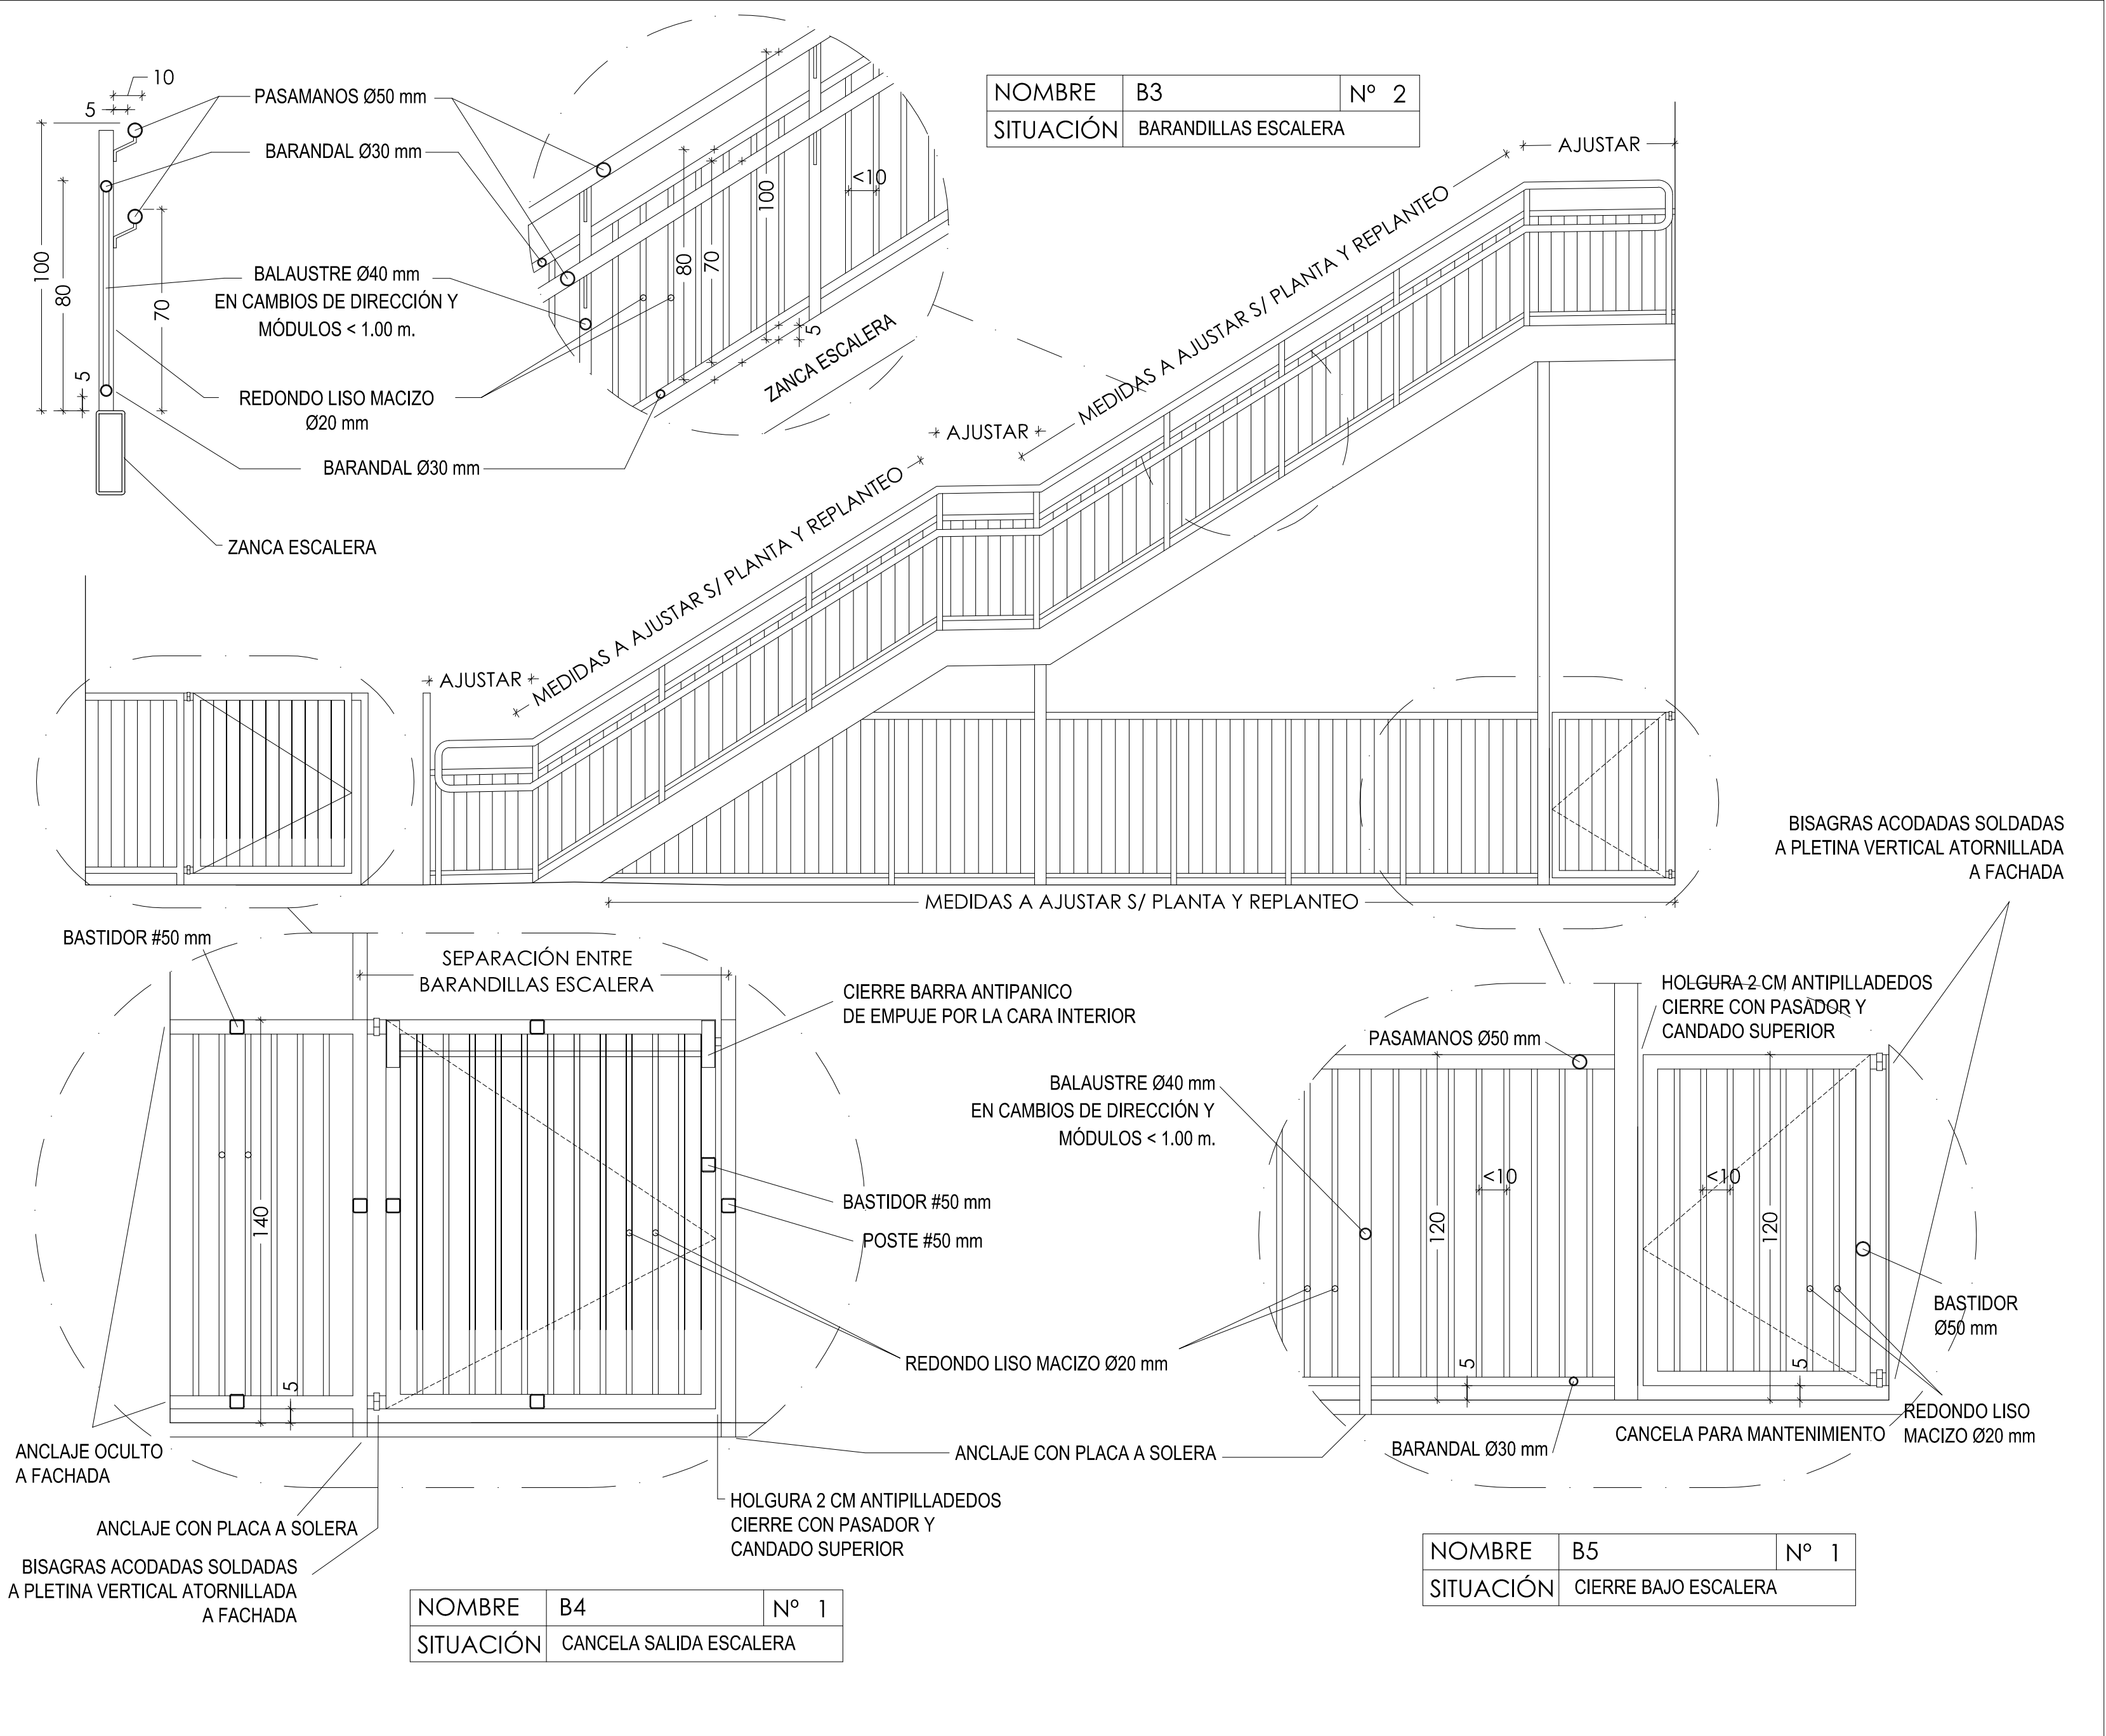 10
5
PASAMANOS Ø50 mm
BARANDAL Ø30 mm
100
80
70
5
BALAUSTRE Ø40 mm
EN CAMBIOS DE DIRECCIÓN Y
MÓDULOS < 1.00 m.
REDONDO LISO MACIZO
Ø20 mm
BARANDAL Ø30 mm
ZANCA ESCALERA
100
<10
80
70
5
ZANCA ESCALERA
NOMBRE B3 Nº 2
SITUACIÓN BARANDILLAS ESCALERA
AJUSTAR
MEDIDAS A AJUSTAR S/ PLANTA Y REPLANTEO
AJUSTAR
MEDIDAS A AJUSTAR S/ PLANTA Y REPLANTEO
AJUSTAR
MEDIDAS A AJUSTAR S/ PLANTA Y REPLANTEO
BISAGRAS ACODADAS SOLDADAS
A PLETINA VERTICAL ATORNILLADA
A FACHADA
BASTIDOR #50 mm
SEPARACIÓN ENTRE
BARANDILLAS ESCALERA
CIERRE BARRA ANTIPANICO
DE EMPUJE POR LA CARA INTERIOR
140
5
BASTIDOR #50 mm
POSTE #50 mm
REDONDO LISO MACIZO Ø20 mm
ANCLAJE OCULTO
A FACHADA
ANCLAJE CON PLACA A SOLERA
ANCLAJE CON PLACA A SOLERA
HOLGURA 2 CM ANTIPILLADEDOS
CIERRE CON PASADOR Y
CANDADO SUPERIOR
BISAGRAS ACODADAS SOLDADAS
A PLETINA VERTICAL ATORNILLADA
A FACHADA
NOMBRE B4 Nº 1
SITUACIÓN CANCELA SALIDA ESCALERA
HOLGURA 2 CM ANTIPILLADEDOS
CIERRE CON PASADOR Y
CANDADO SUPERIOR
PASAMANOS Ø50 mm
BALAUSTRE Ø40 mm
EN CAMBIOS DE DIRECCIÓN Y
MÓDULOS < 1.00 m.
<10
<10
120
120
5
5
BASTIDOR
Ø50 mm
REDONDO LISO
MACIZO Ø20 mm
CANCELA PARA MANTENIMIENTO
BARANDAL Ø30 mm
NOMBRE B5 Nº 1
SITUACIÓN CIERRE BAJO ESCALERA